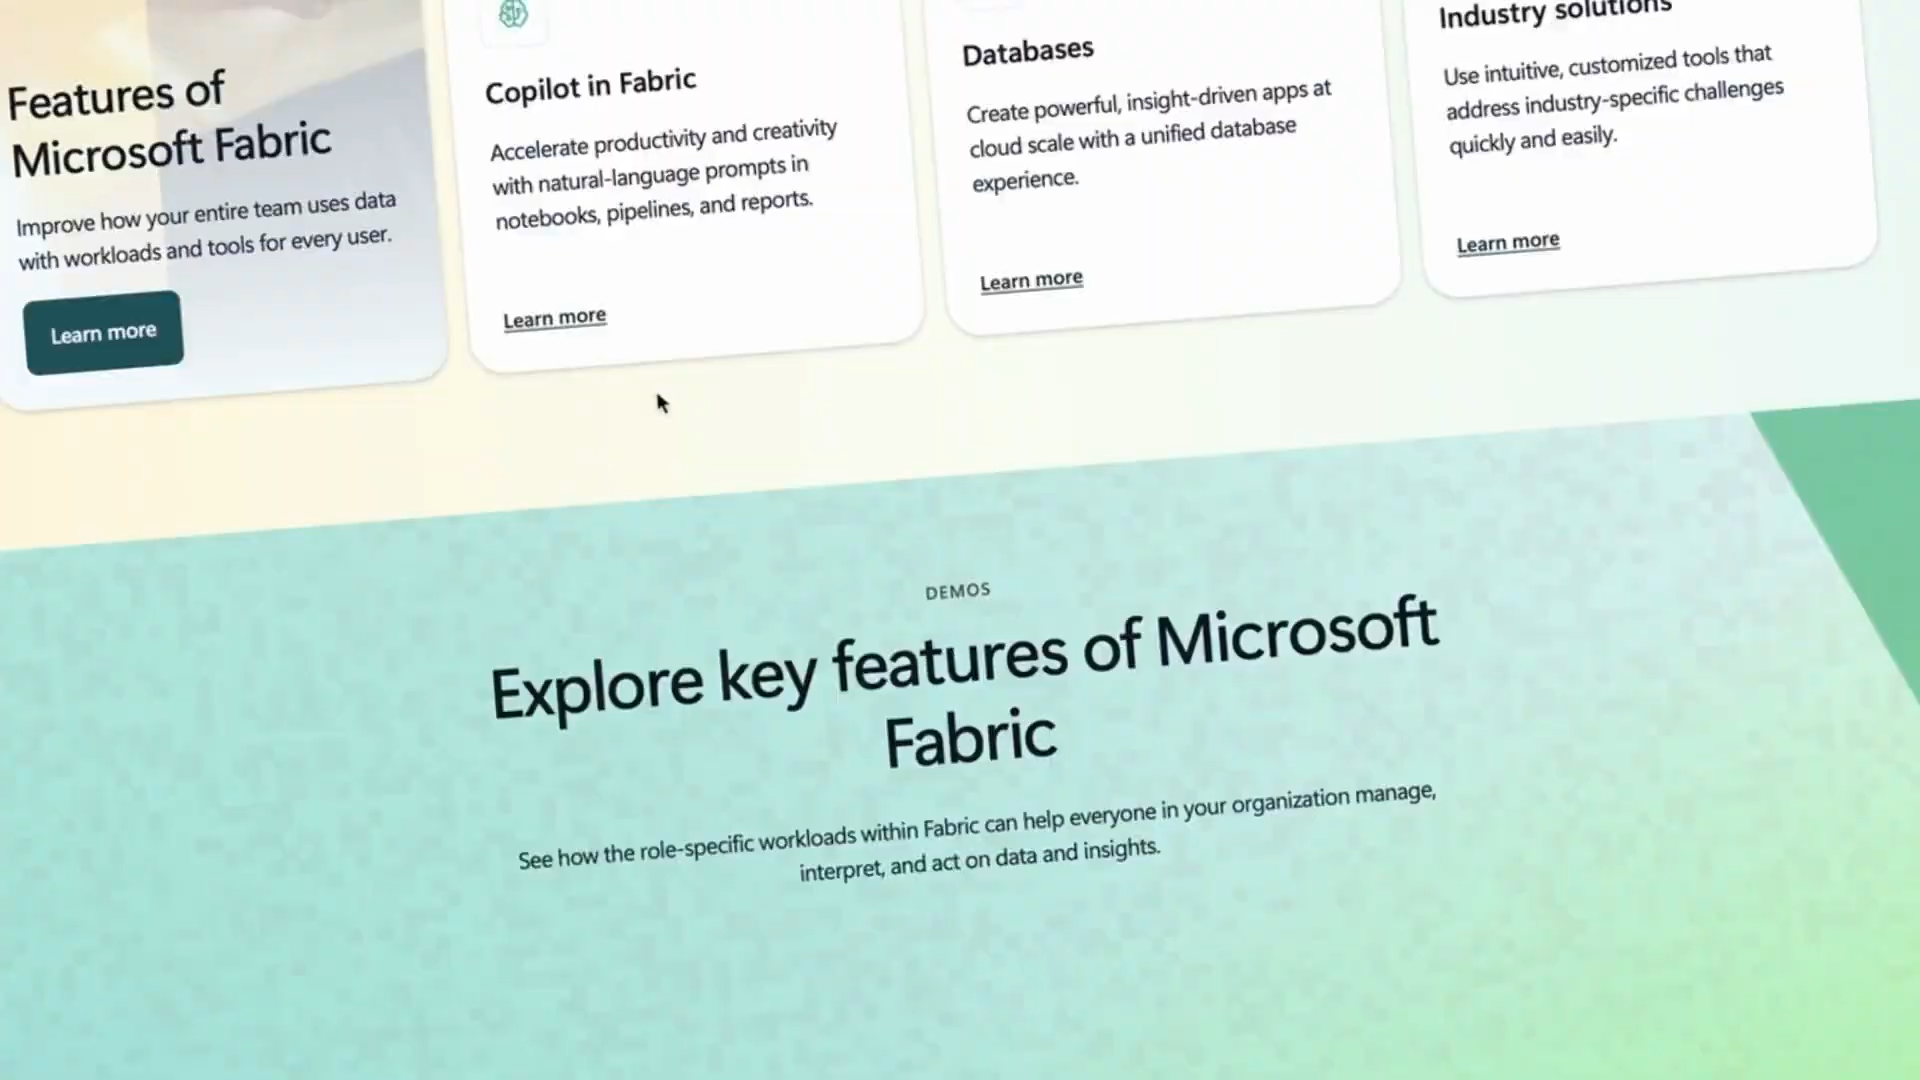 Features of
Microsoft Fabric
Improve how your entire team uses data
with workloads and tools for every user.
Learn more
Copilot in Fabric
Accelerate productivity and creativity
with natural-language prompts in
notebooks, pipelines, and reports.
Learn more
Databases
Create powerful, insight-driven apps at
cloud scale with a unified database
experience.
Learn more
Industry solutions
Use intuitive, customized tools that
address industry-specific challenges
quickly and easily.
Learn more
DEMOS
Explore key features of Microsoft
Fabric
See how the role-specific workloads within Fabric can help everyone in your organization manage,
interpret, and act on data and insights.